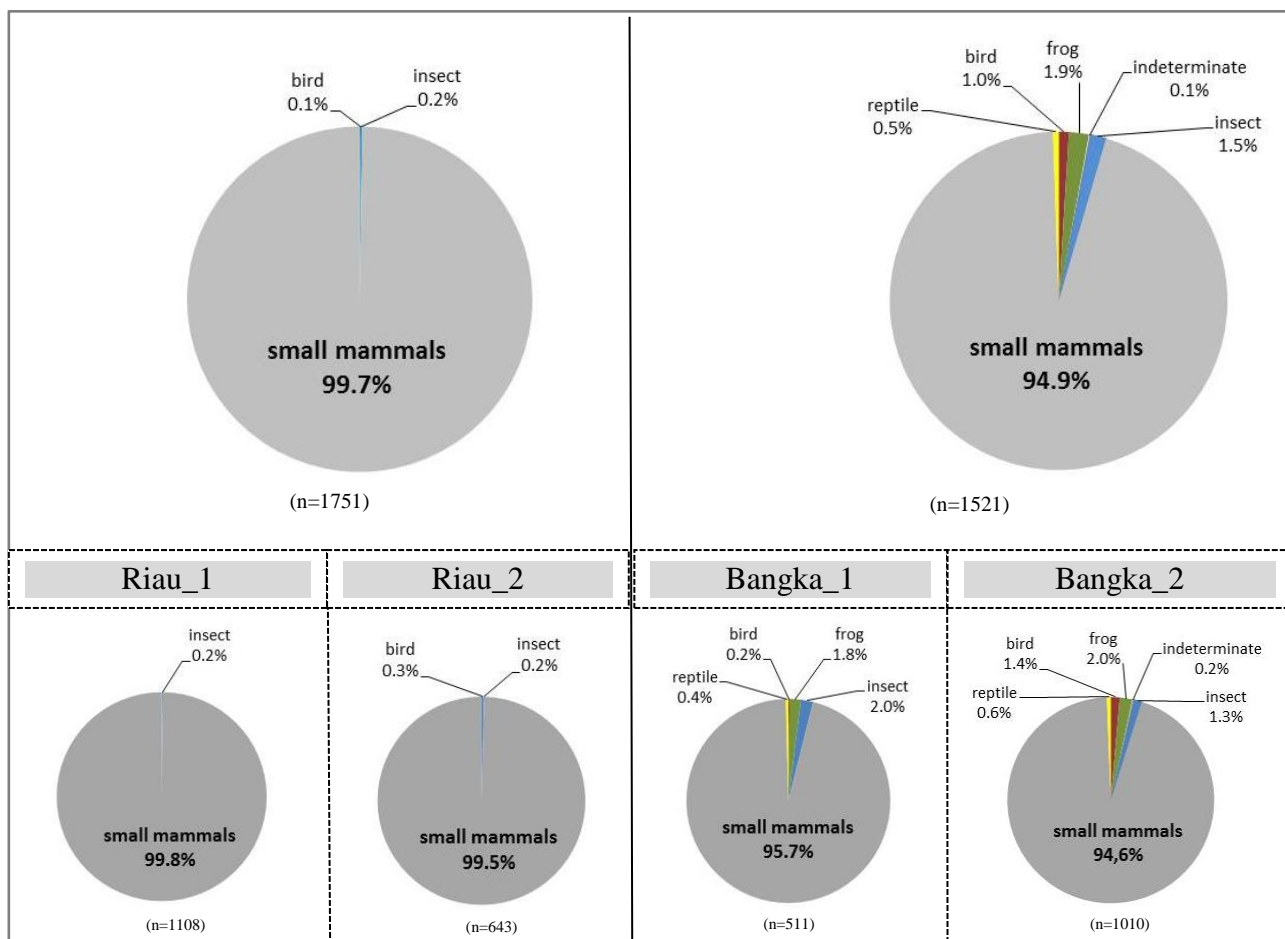 bird
0.1%
insect
0.2%
small mammals
99.7%
(n=1751)
reptile
0.5%
bird
1.0%
frog
1.9%
indeterminate
0.1%
insect
1.5%
small mammals
94.9%
(n=1521)
Riau_1
Riau_2
Bangka_1
Bangka_2
insect
0.2%
small mammals
99.8%
(n=1108)
bird
0.3%
insect
0.2%
small mammals
99.5%
(n=643)
reptile
0.4%
bird
0.2%
frog
1.8%
insect
2.0%
small mammals
95.7%
(n=511)
reptile
0.6%
bird
1.4%
frog
2.0%
indeterminate
0.2%
insect
1.3%
small mammals
94,6%
(n=1010)